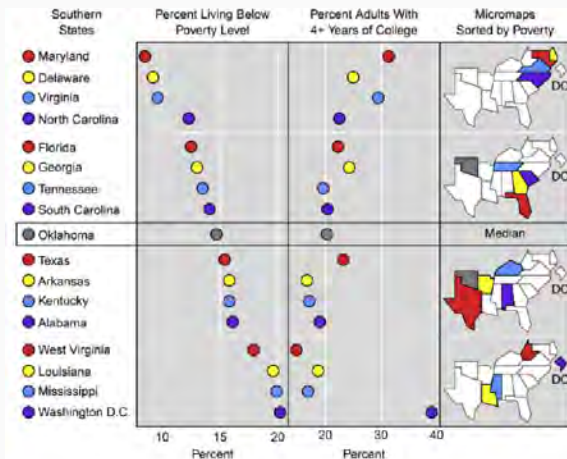 Southern
States
Percent Living Below
Poverty Level
Percent Adults With
4+ Years of College
Micromaps
Sorted by Poverty
Maryland
Delaware
Virginia
DC
North Carolina
Florida
Georgia
Tennessee
South Carolina
Oklahoma
Median
Texas
Arkansas
Kentucky
DC
Alabama
West Virginia
Louisiana
Mississippi
DC
Washington D.C.
10 15 20 20 30 40
Percent Percent